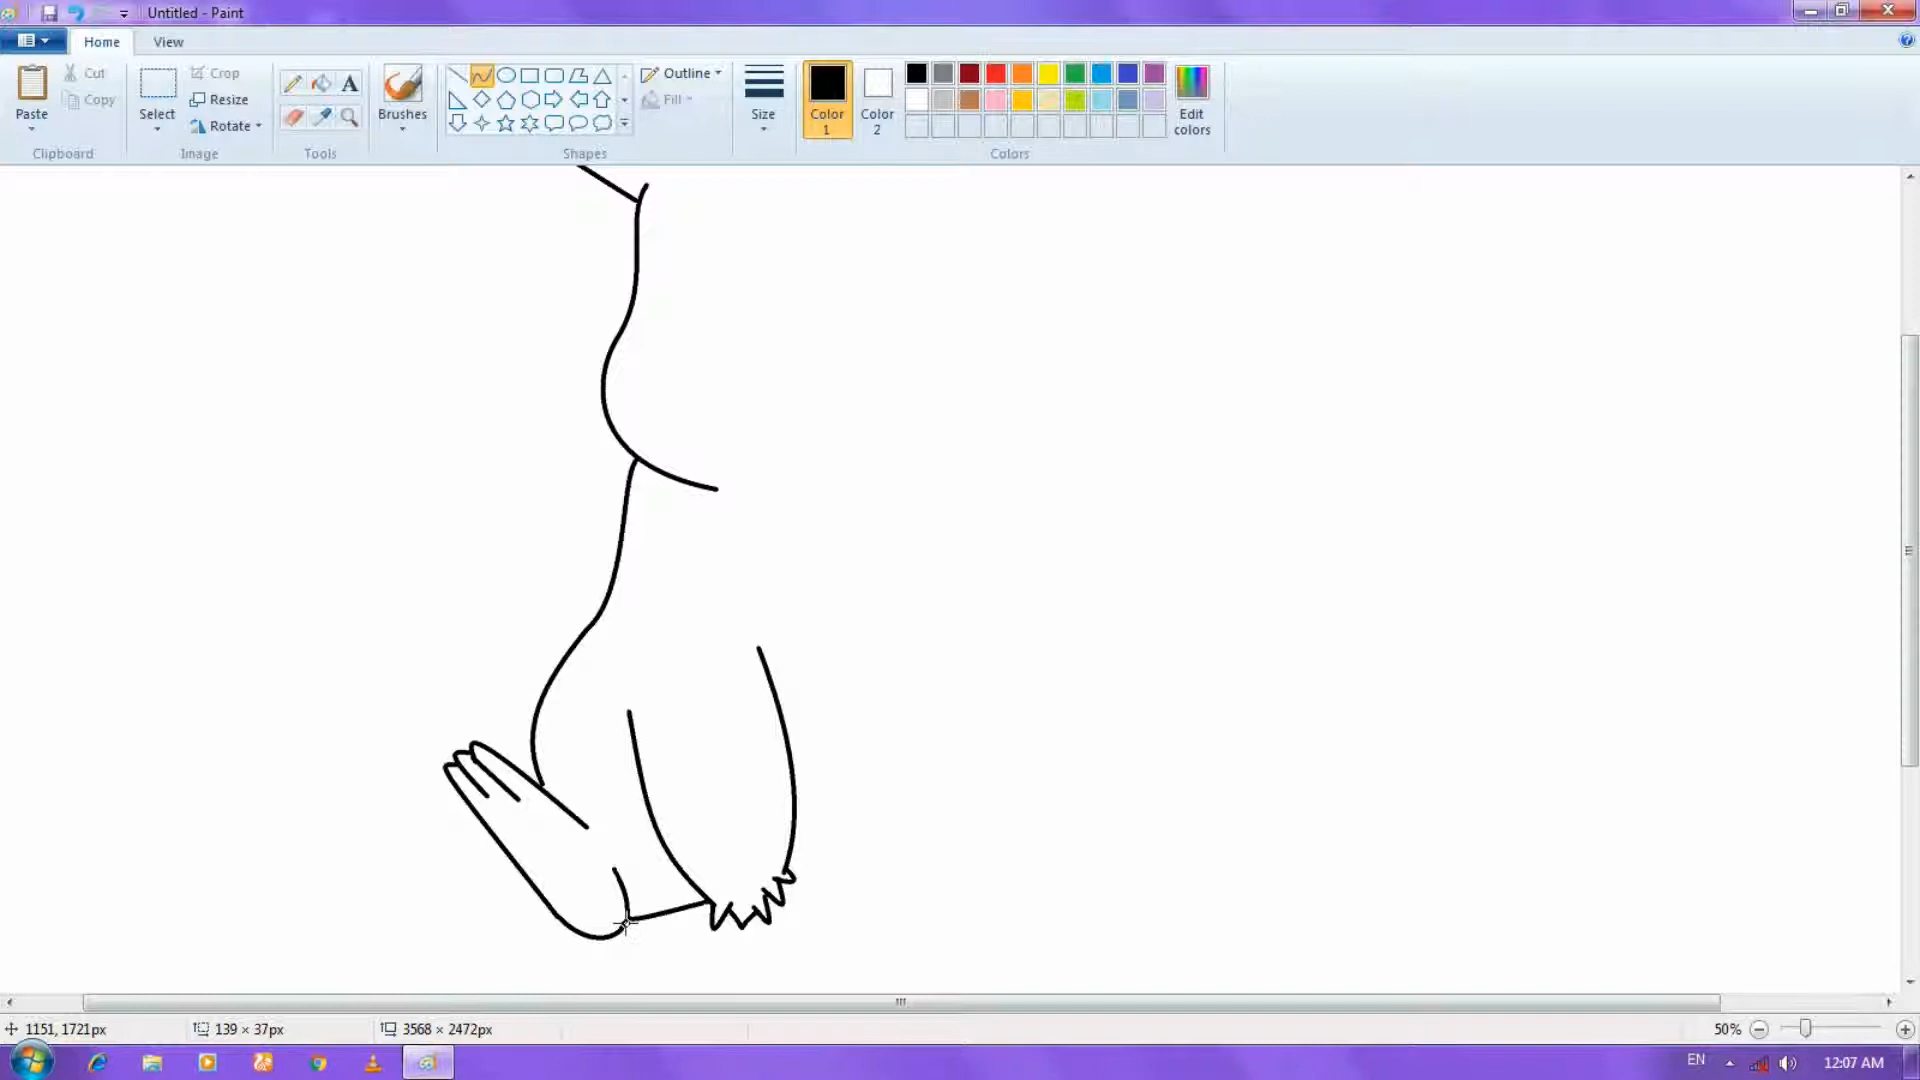 Untitled - Paint
Home View
Paste Cut Copy
Select Crop Resize Rotate
A
Brushes
Outline Fill
Size
Color 1
Color 2
Edit colors
Clipboard Image Tools Shapes Colors
1151, 1721px 139 × 37px 3568 × 2472px 50%
EN 12:07 AM